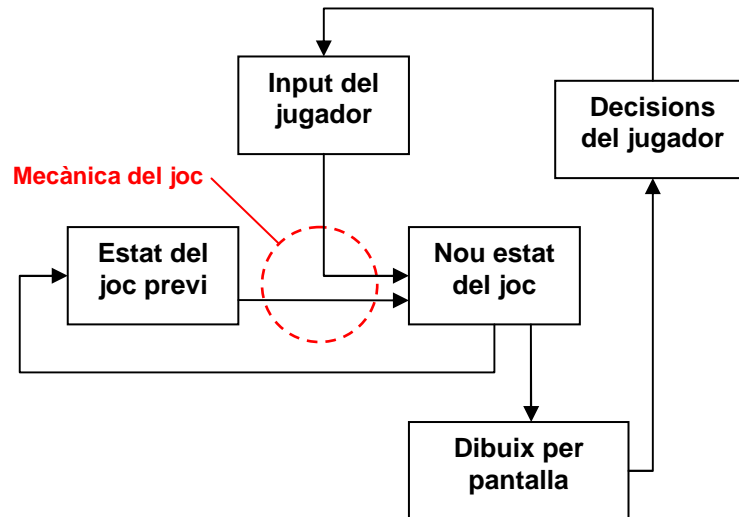 Input del
jugador
Decisions
del jugador
Mecànica del joc
Estat del
joc previ
Nou estat
del joc
Dibuix per
pantalla